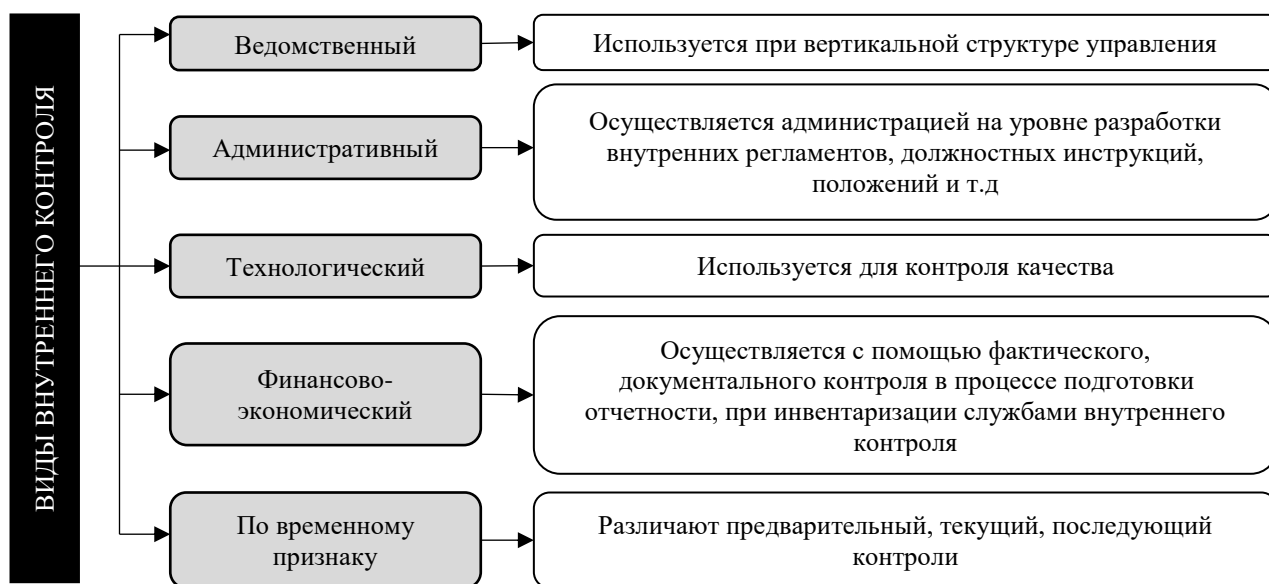 ВИДЫ ВНУТРЕННЕГО КОНТРОЛЯ
Ведомственный
Используется при вертикальной структуре управления
Административный
Осуществляется администрацией на уровне разработки
внутренних регламентов, должностных инструкций,
положений и т.д
Технологический
Используется для контроля качества
Финансово-
экономический
Осуществляется с помощью фактического,
документального контроля в процессе подготовки
отчетности, при инвентаризации службами внутреннего
контроля
По временному
признаку
Различают предварительный, текущий, последующий
контроли